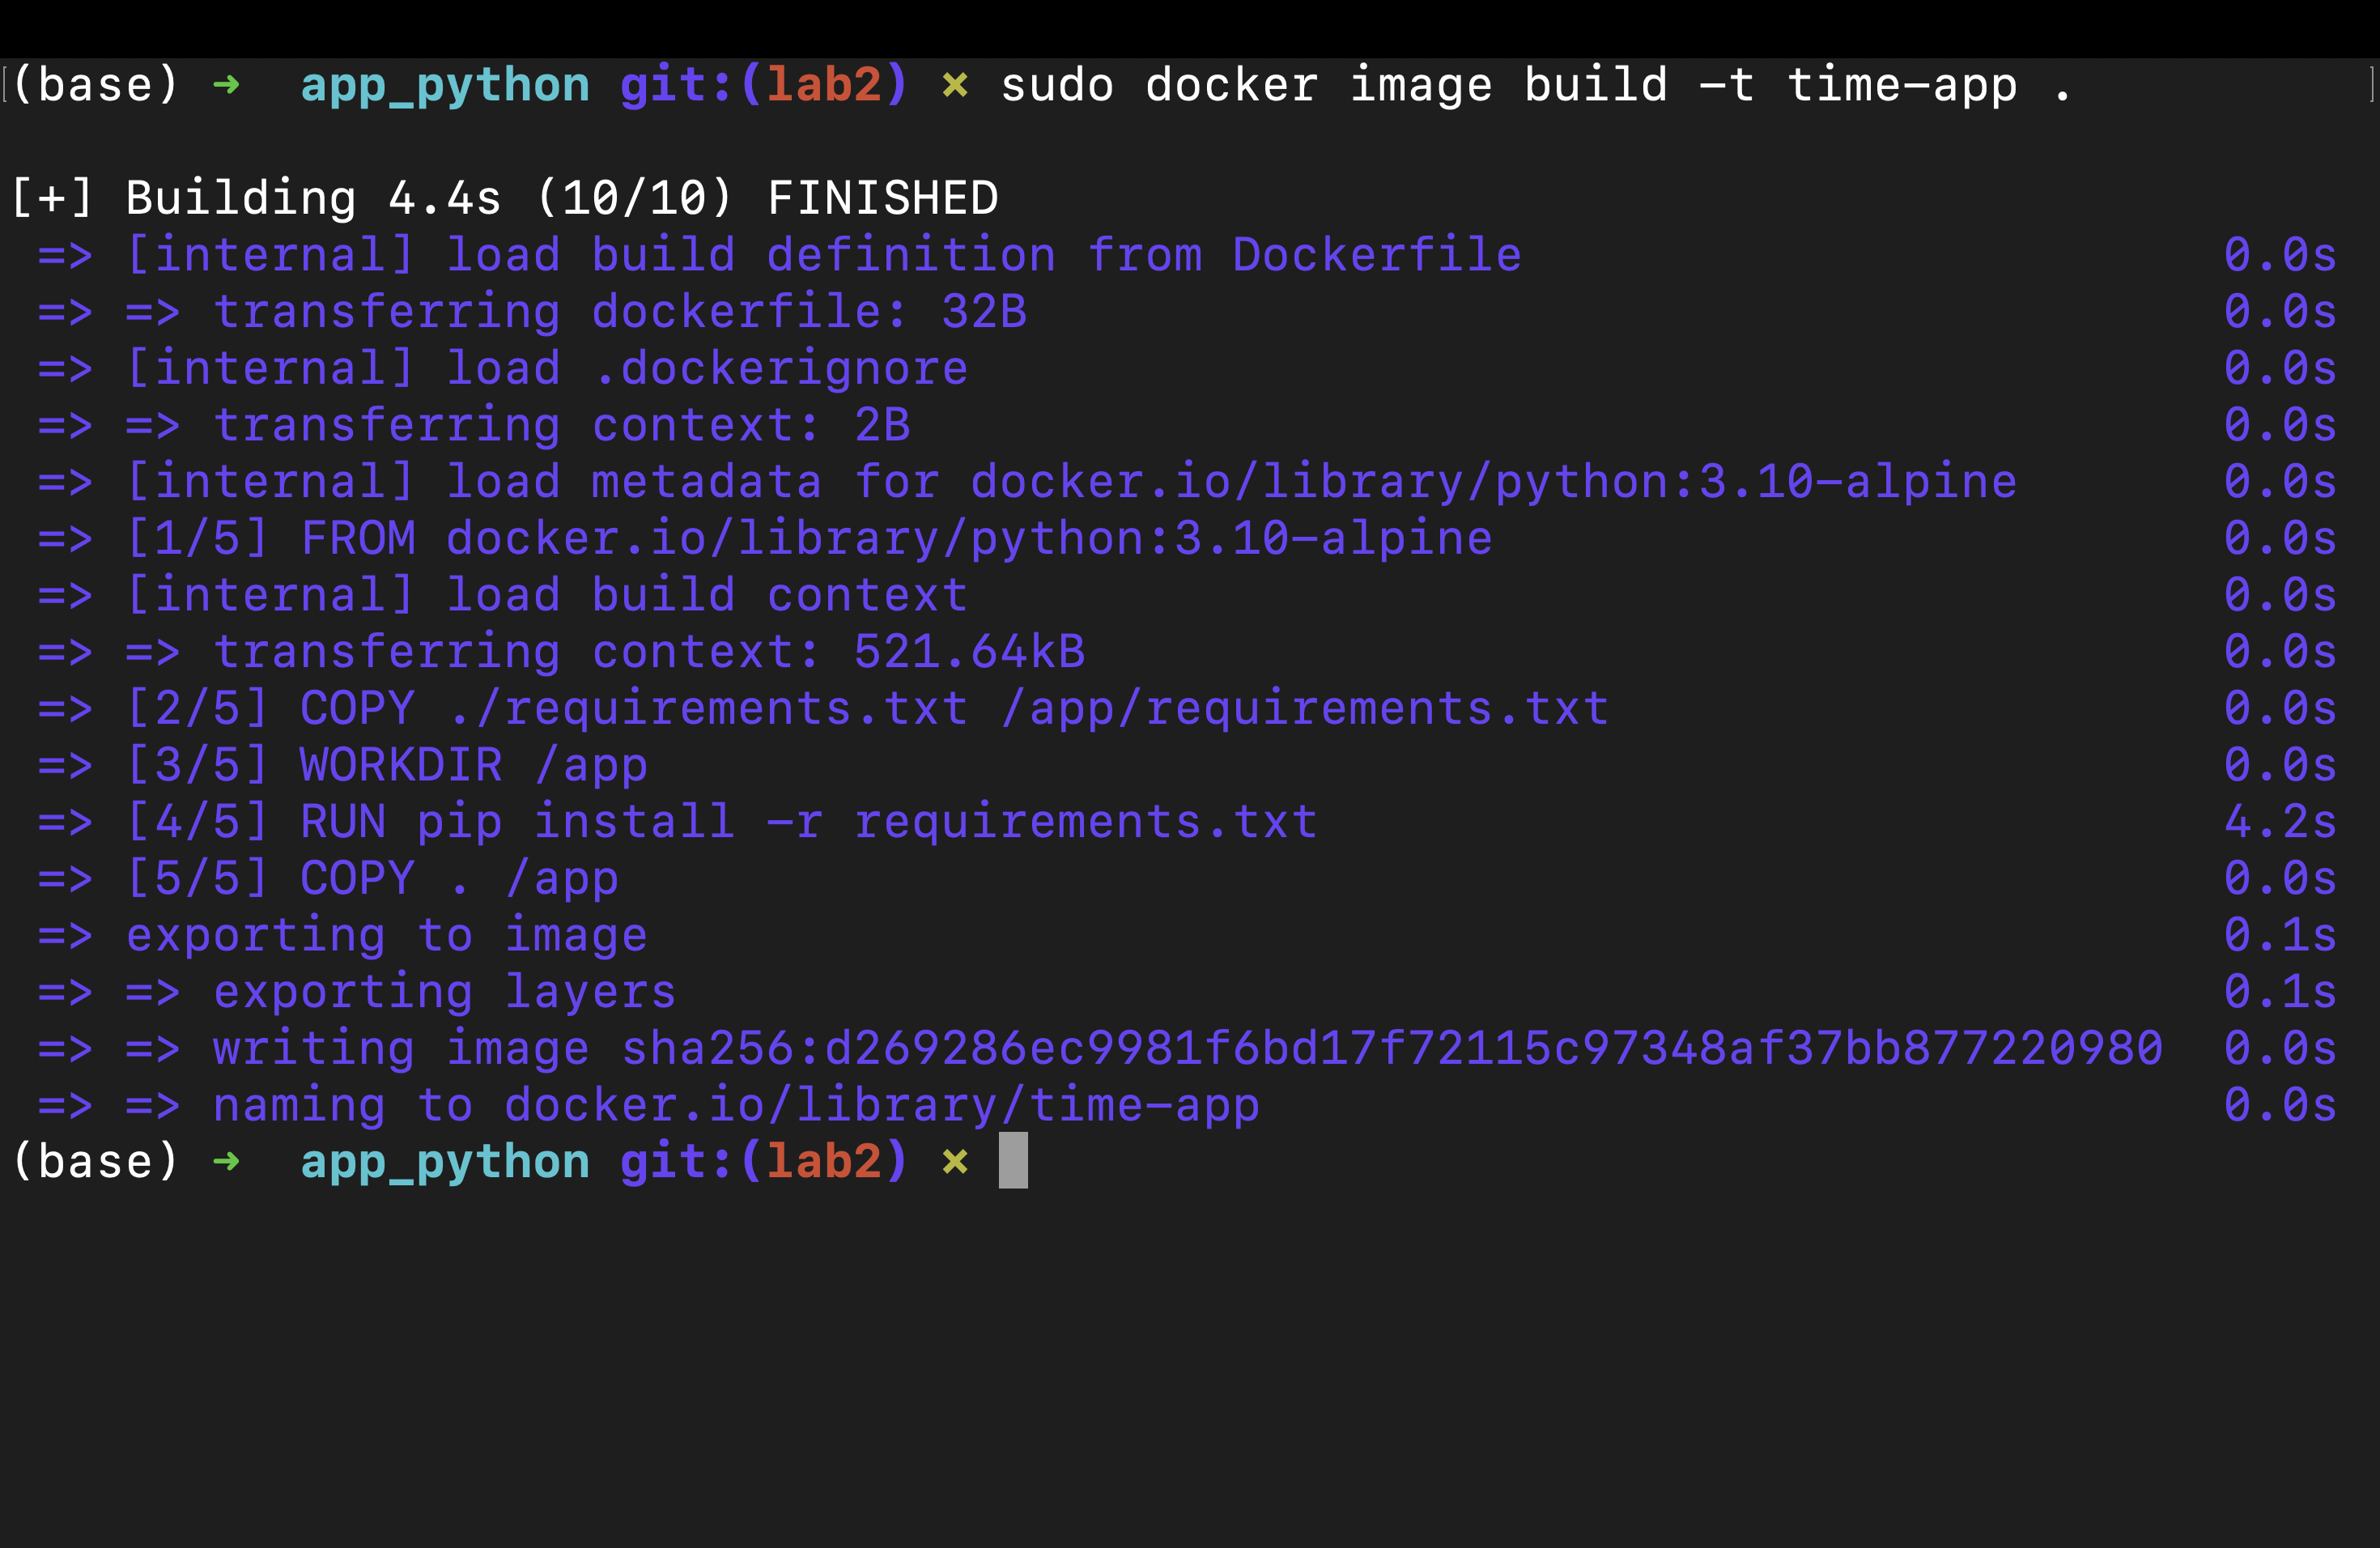 (base) ➜  app_python git:(lab2) ✗ sudo docker image build -t time-app .
[+] Building 4.4s (10/10) FINISHED
=> [internal] load build definition from Dockerfile 0.0s
=> => transferring dockerfile: 32B 0.0s
=> [internal] load .dockerignore 0.0s
=> => transferring context: 2B 0.0s
=> [internal] load metadata for docker.io/library/python:3.10-alpine 0.0s
=> [1/5] FROM docker.io/library/python:3.10-alpine 0.0s
=> [internal] load build context 0.0s
=> => transferring context: 521.64kB 0.0s
=> [2/5] COPY ./requirements.txt /app/requirements.txt 0.0s
=> [3/5] WORKDIR /app 0.0s
=> [4/5] RUN pip install -r requirements.txt 4.2s
=> [5/5] COPY . /app 0.0s
=> exporting to image 0.1s
=> => exporting layers 0.1s
=> => writing image sha256:d269286ec9981f6bd17f72115c97348af37bb877220980 0.0s
=> => naming to docker.io/library/time-app 0.0s
(base) ➜  app_python git:(lab2) ✗